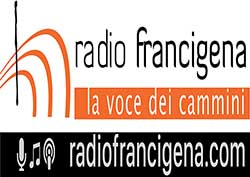 radio francigena
la voce dei cammini
radiofrancigena.com